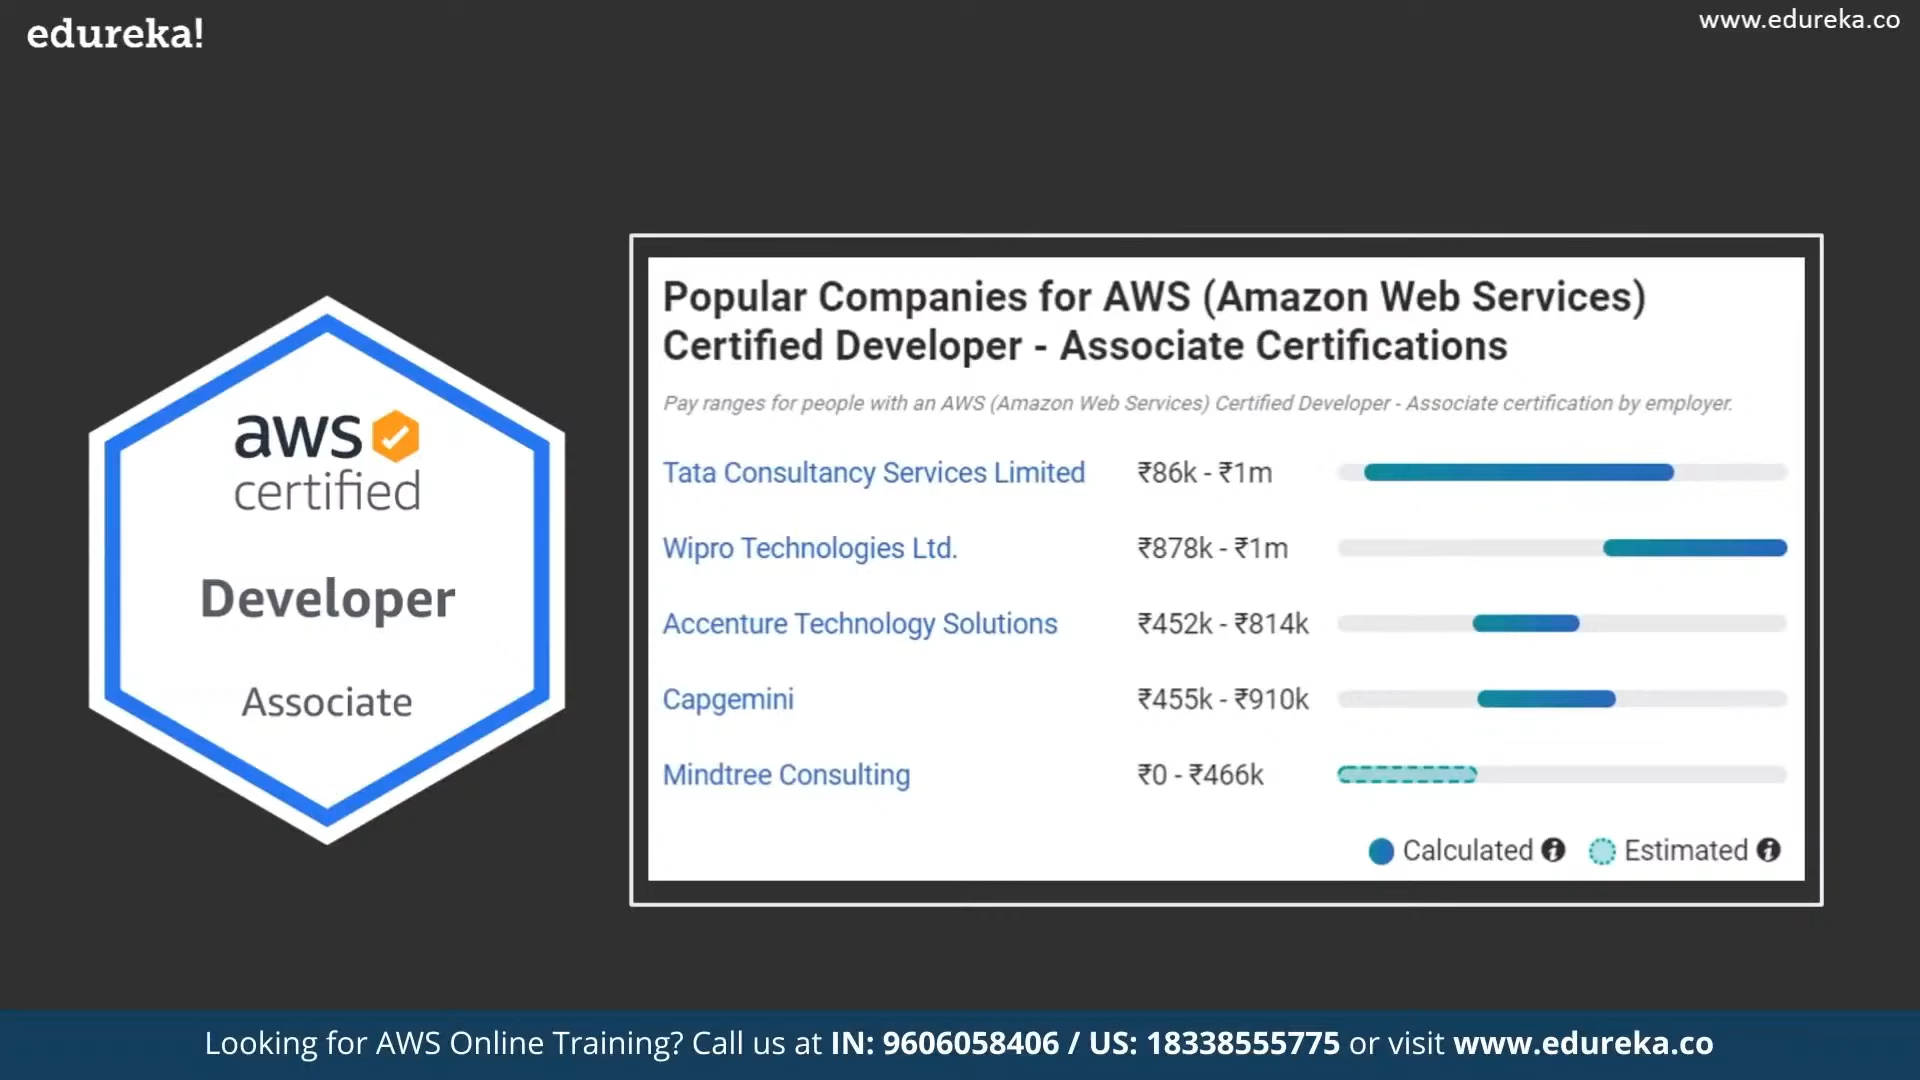 edureka!
www.edureka.co
aws
certified
Developer
Associate
Popular Companies for AWS (Amazon Web Services)
Certified Developer - Associate Certifications
Pay ranges for people with an AWS (Amazon Web Services) Certified Developer - Associate certification by employer.
Tata Consultancy Services Limited ₹86k - ₹1m
Wipro Technologies Ltd. ₹878k - ₹1m
Accenture Technology Solutions ₹452k - ₹814k
Capgemini ₹455k - ₹910k
Mindtree Consulting ₹0 - ₹466k
Calculated Estimated
Looking for AWS Online Training? Call us at IN: 9606058406 / US: 18338555775 or visit www.edureka.co